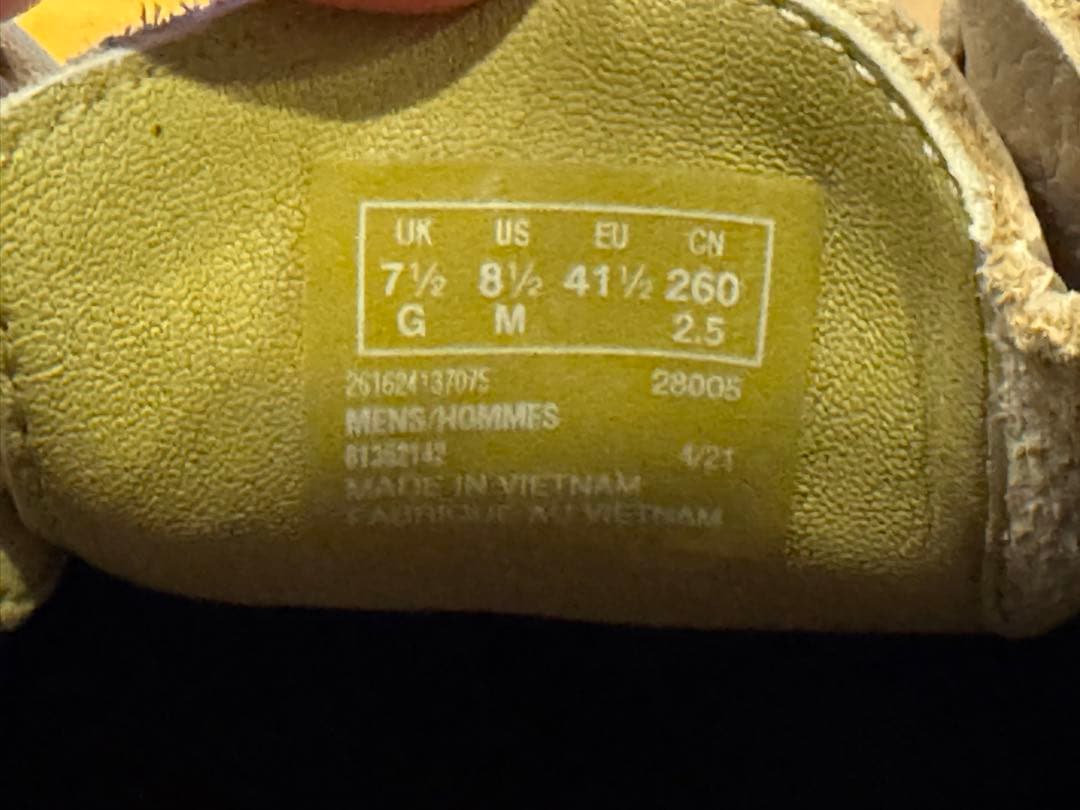 UK US EU CN
7½ 8½ 41½ 260
G M 2.5
261624137075 28005
MENS/HOMMES
4/21
MADE IN VIETNAM
FABRIQUE AU VIETNAM